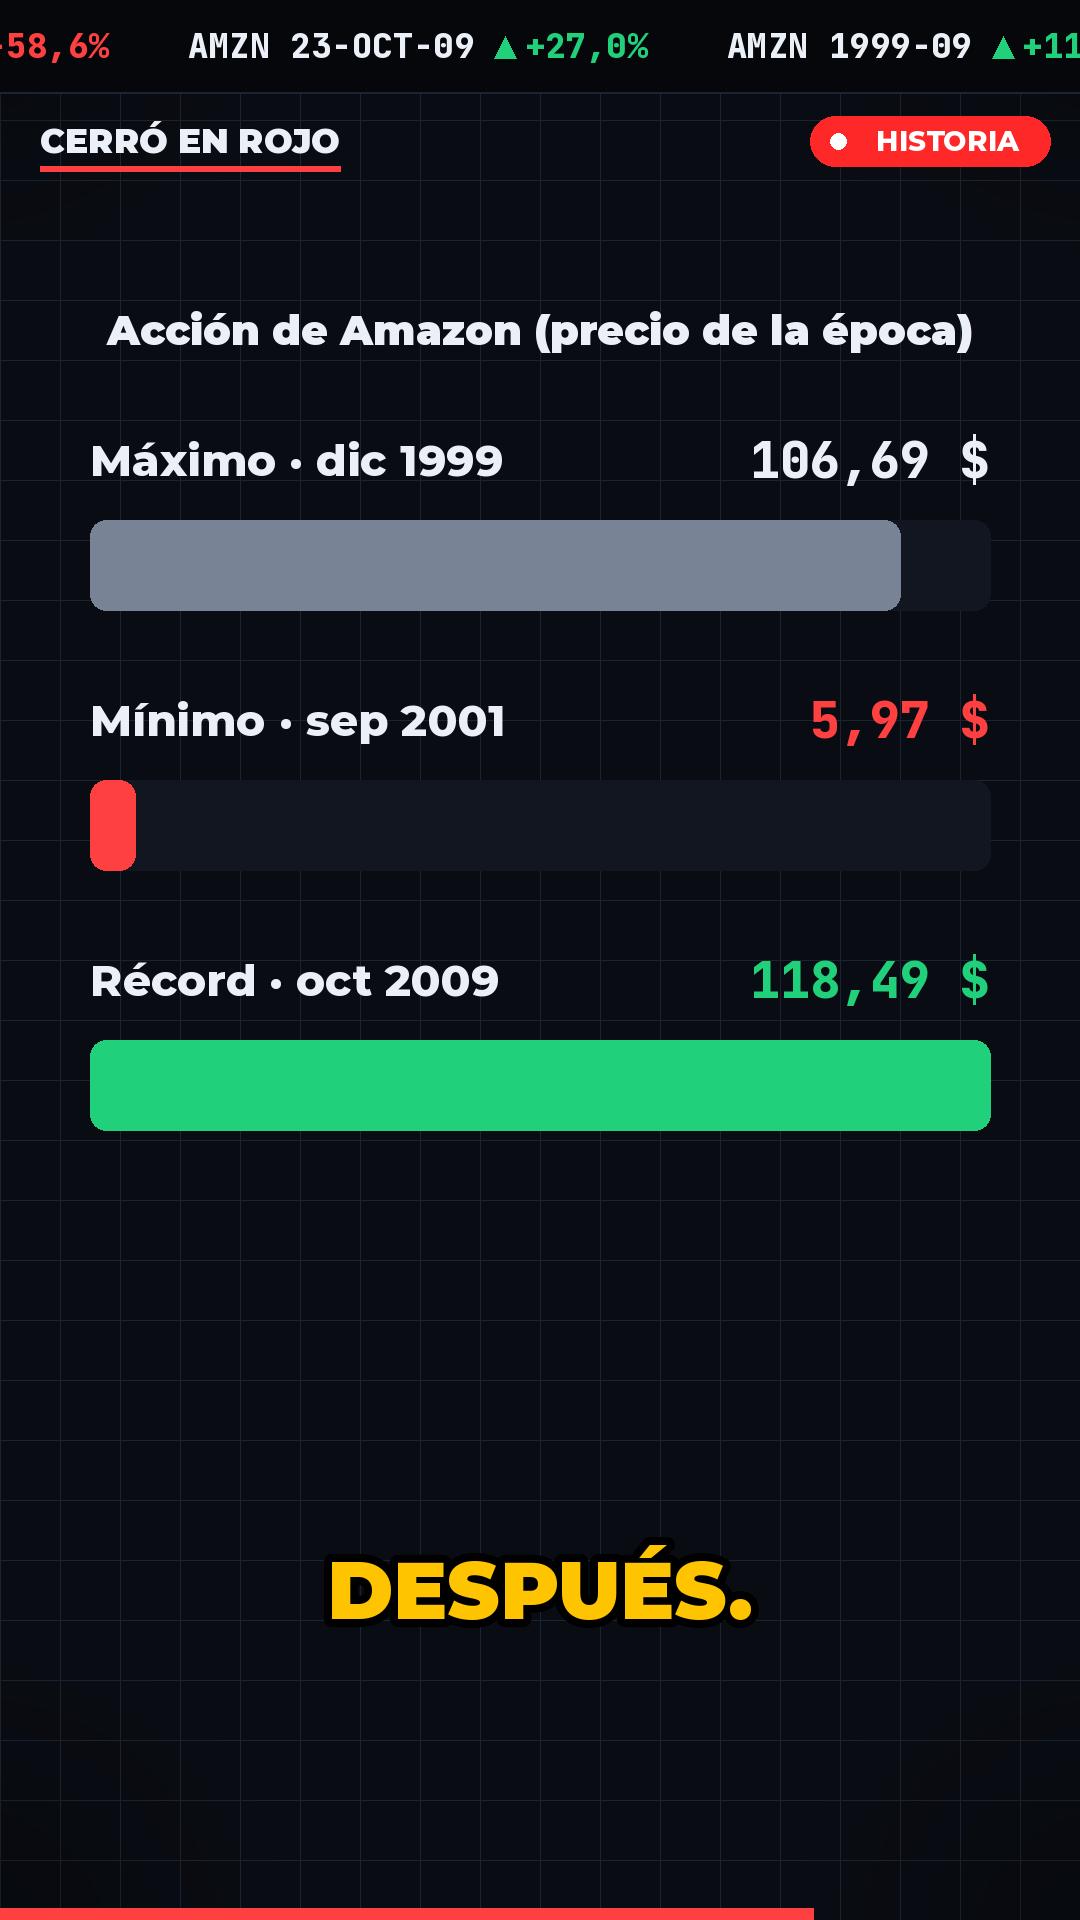 58,6% AMZN 23-OCT-09 ▲+27,0% AMZN 1999-09 ▲+11
CERRÓ EN ROJO
HISTORIA
Acción de Amazon (precio de la época)
Máximo · dic 1999 106,69 $
Mínimo · sep 2001 5,97 $
Récord · oct 2009 118,49 $
DESPUÉS.